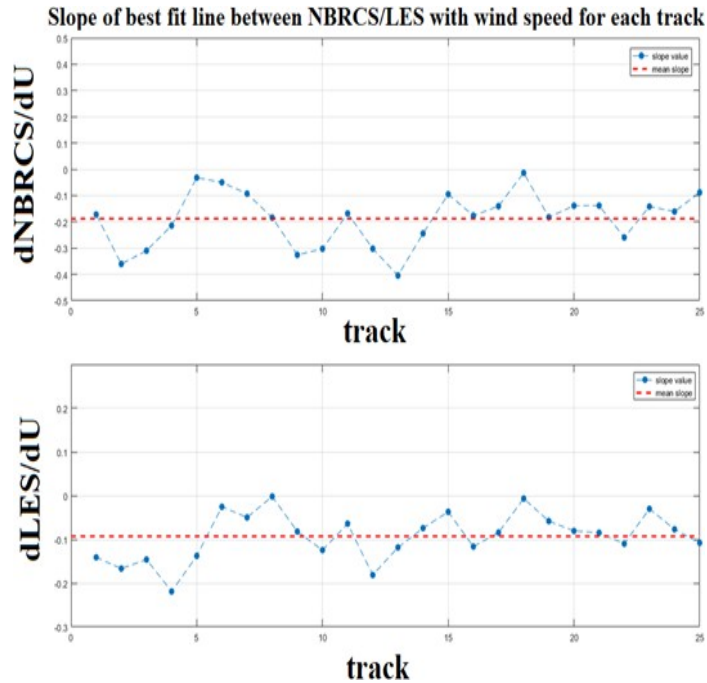 Slope of best fit line between NBRCS/LES with wind speed for each track
dNBRCS/dU
0.5
0.4
0.3
0.2
0.1
0
-0.1
-0.2
-0.3
-0.4
-0.5
slope value
mean slope
0 5 10 15 20 25
track
dLES/dU
0.2
0.1
0
-0.1
-0.2
-0.3
slope value
mean slope
0 5 10 15 20 25
track